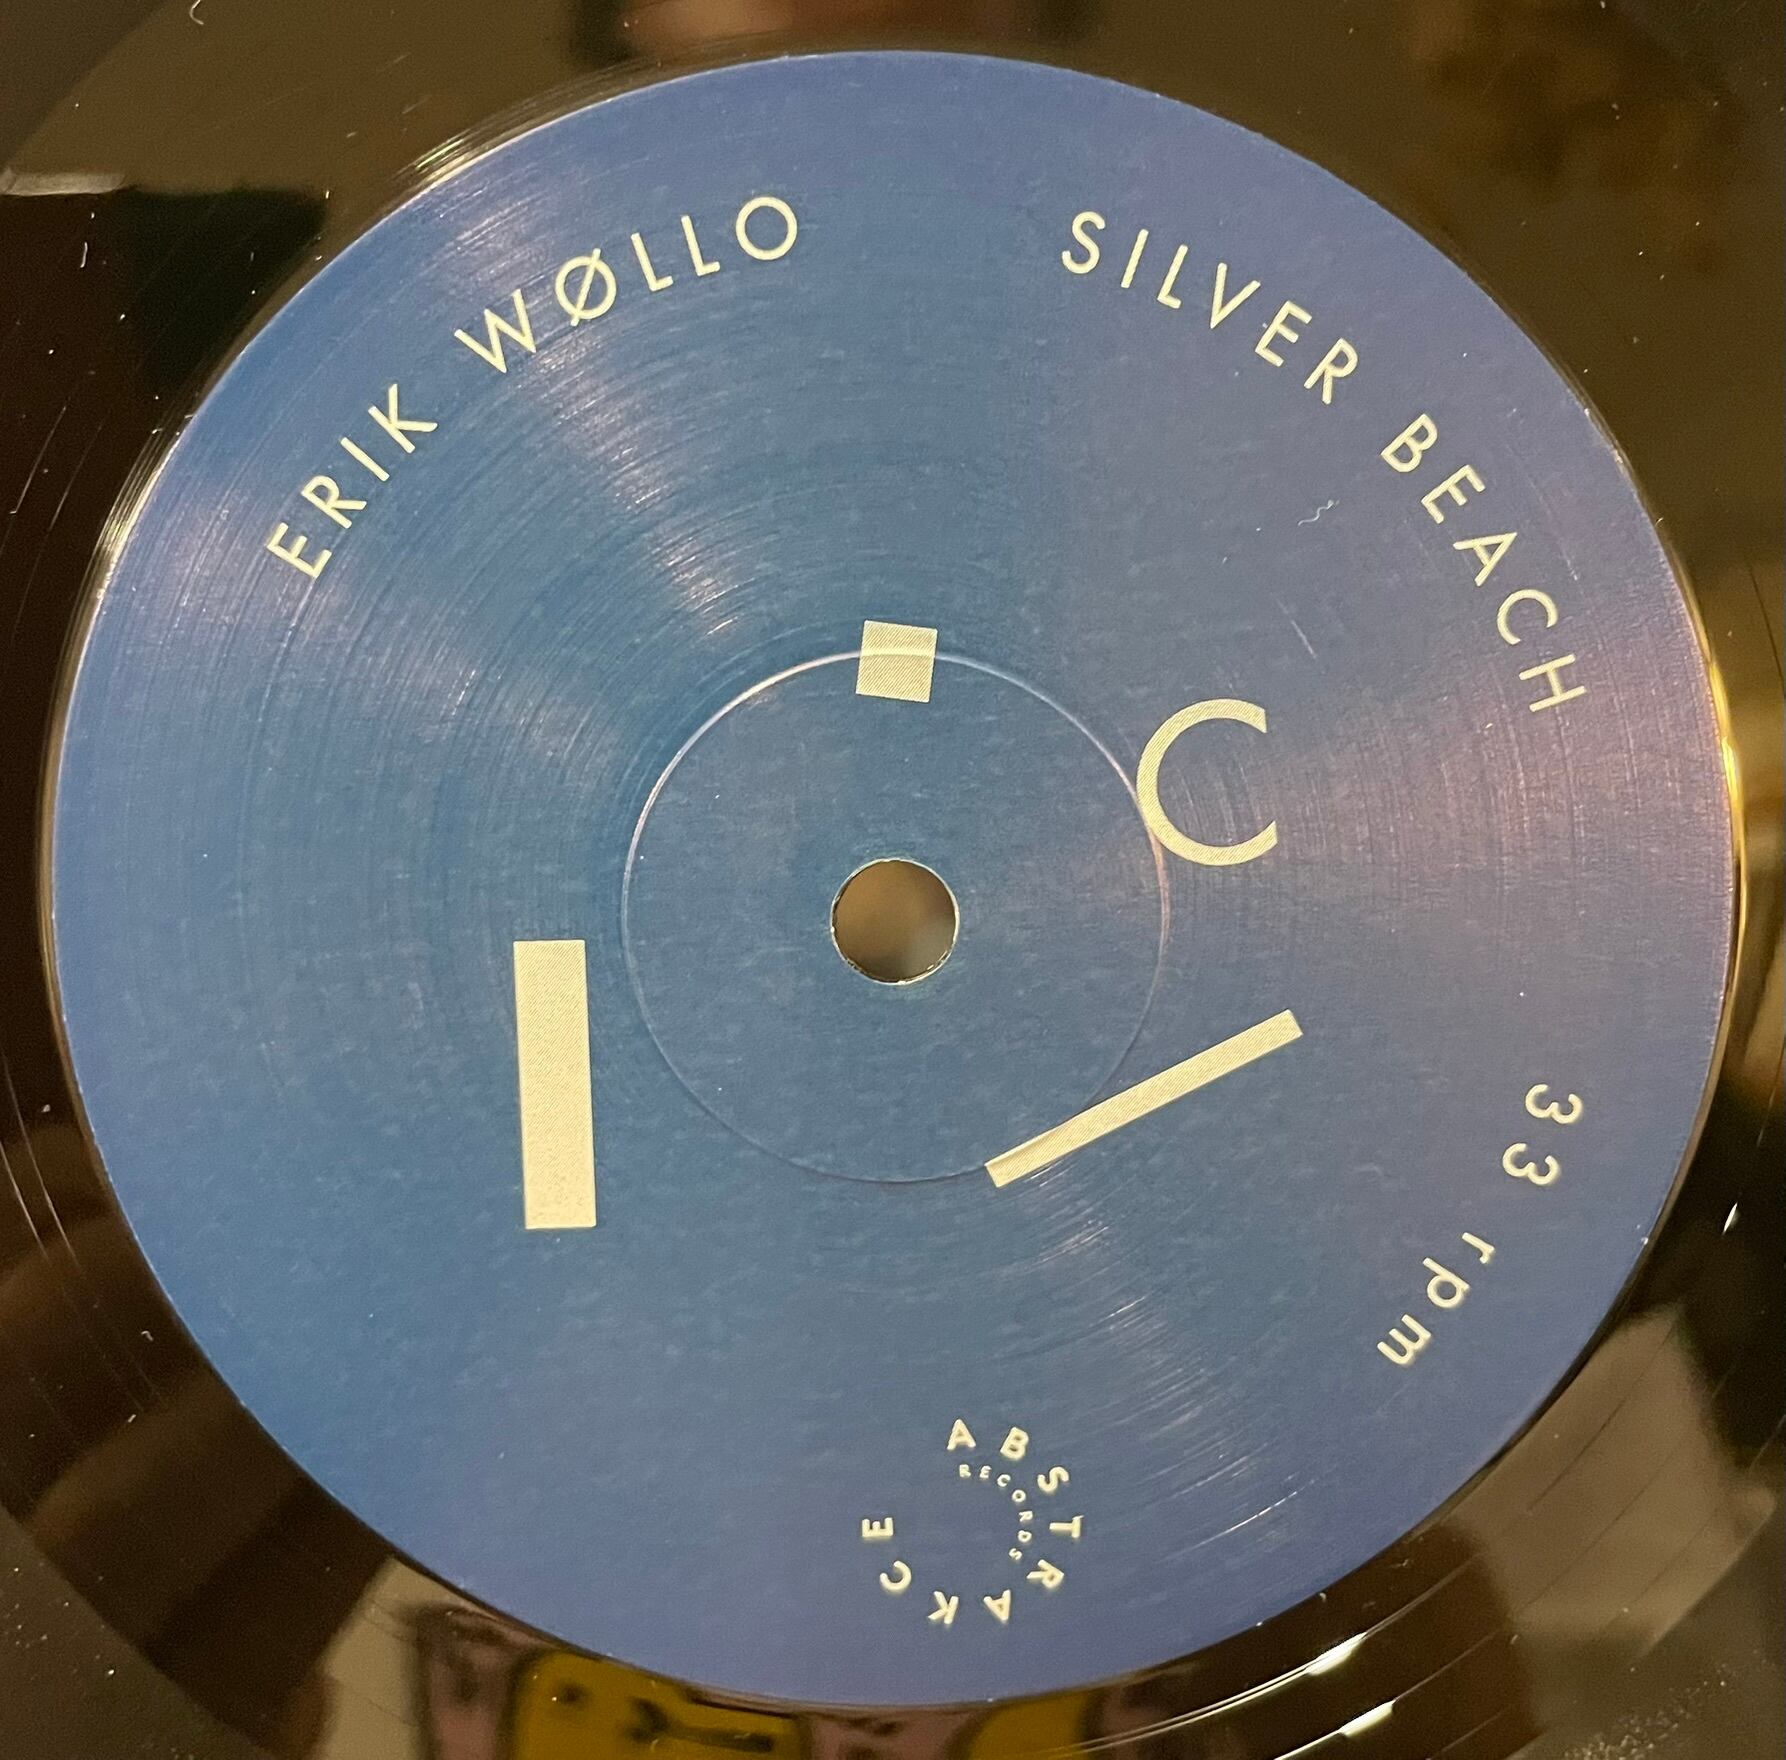 ERIK WØLLO
SILVER BEACH
C
33 rpm
ABSTRAKCE
RECORDS